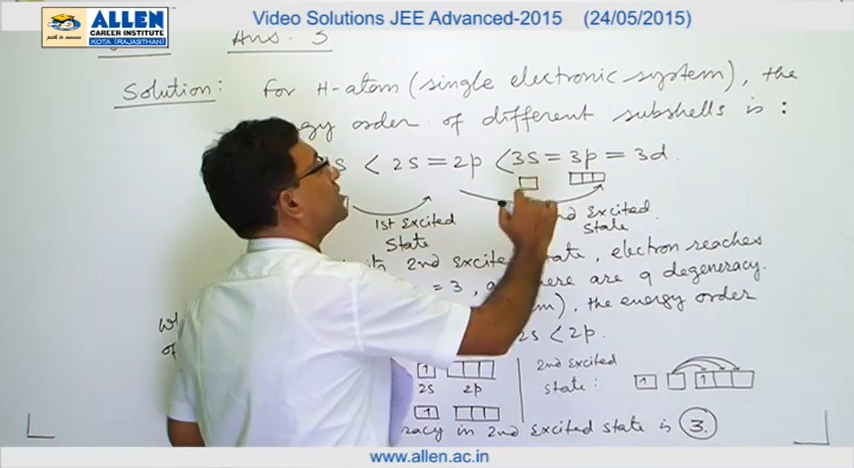 Video Solutions JEE Advanced-2015 (24/05/2015)
ALLEN
CAREER INSTITUTE
path to success
KOTA (RAJASTHAN)
Ans. 3
Solution: For H-atom (single electronic system), the
order of different subshells is :
< 2s = 2p < 3s = 3p = 3d.
1st Excited
State
Excited
State
2nd excited state, electron reaches
= 3, are 9 degeneracy.
, the energy order
2s < 2p.
of
1
2s 2p
2nd excited
state:
1 1
1
in 2nd excited state is 3.
www.allen.ac.in